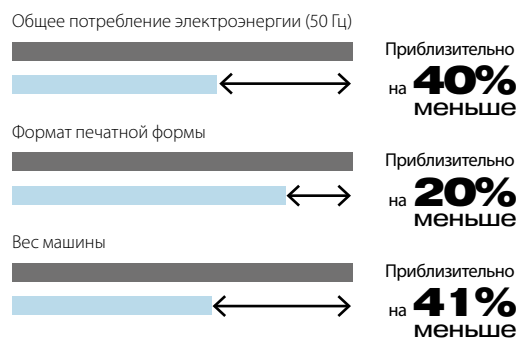 Общее потребление электроэнергии (50 Гц)
Приблизительно
на 40%
меньше
Формат печатной формы
Приблизительно
на 20%
меньше
Вес машины
Приблизительно
на 41%
меньше